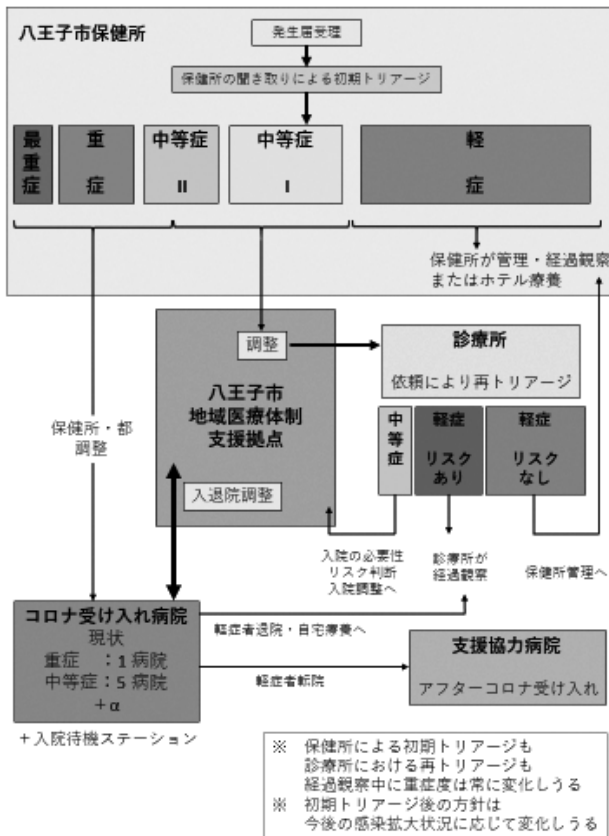 八王子市保健所
発生届受理
保健所の聞き取りによる初期トリアージ
最
重
症
重
症
中等症
II
中等症
I
軽
症
保健所が管理・経過観察
またはホテル療養
調整
八王子市
地域医療体制
支援拠点
入退院調整
診療所
依頼により再トリアージ
中
等
症
軽症
リスク
あり
軽症
リスク
なし
保健所・都
調整
入院の必要性
リスク判断
入院調整へ
診療所が
経過観察
保健所管理へ
コロナ受け入れ病院
現状
重症 ：1 病院
中等症：5 病院
＋α
＋入院待機ステーション
軽症者退院・自宅療養へ
軽症者転院
支援協力病院
アフターコロナ受け入れ
※ 保健所による初期トリアージも
診療所における再トリアージも
経過観察中に重症度は常に変化しうる
※ 初期トリアージ後の方針は
今後の感染拡大状況に応じて変化しうる